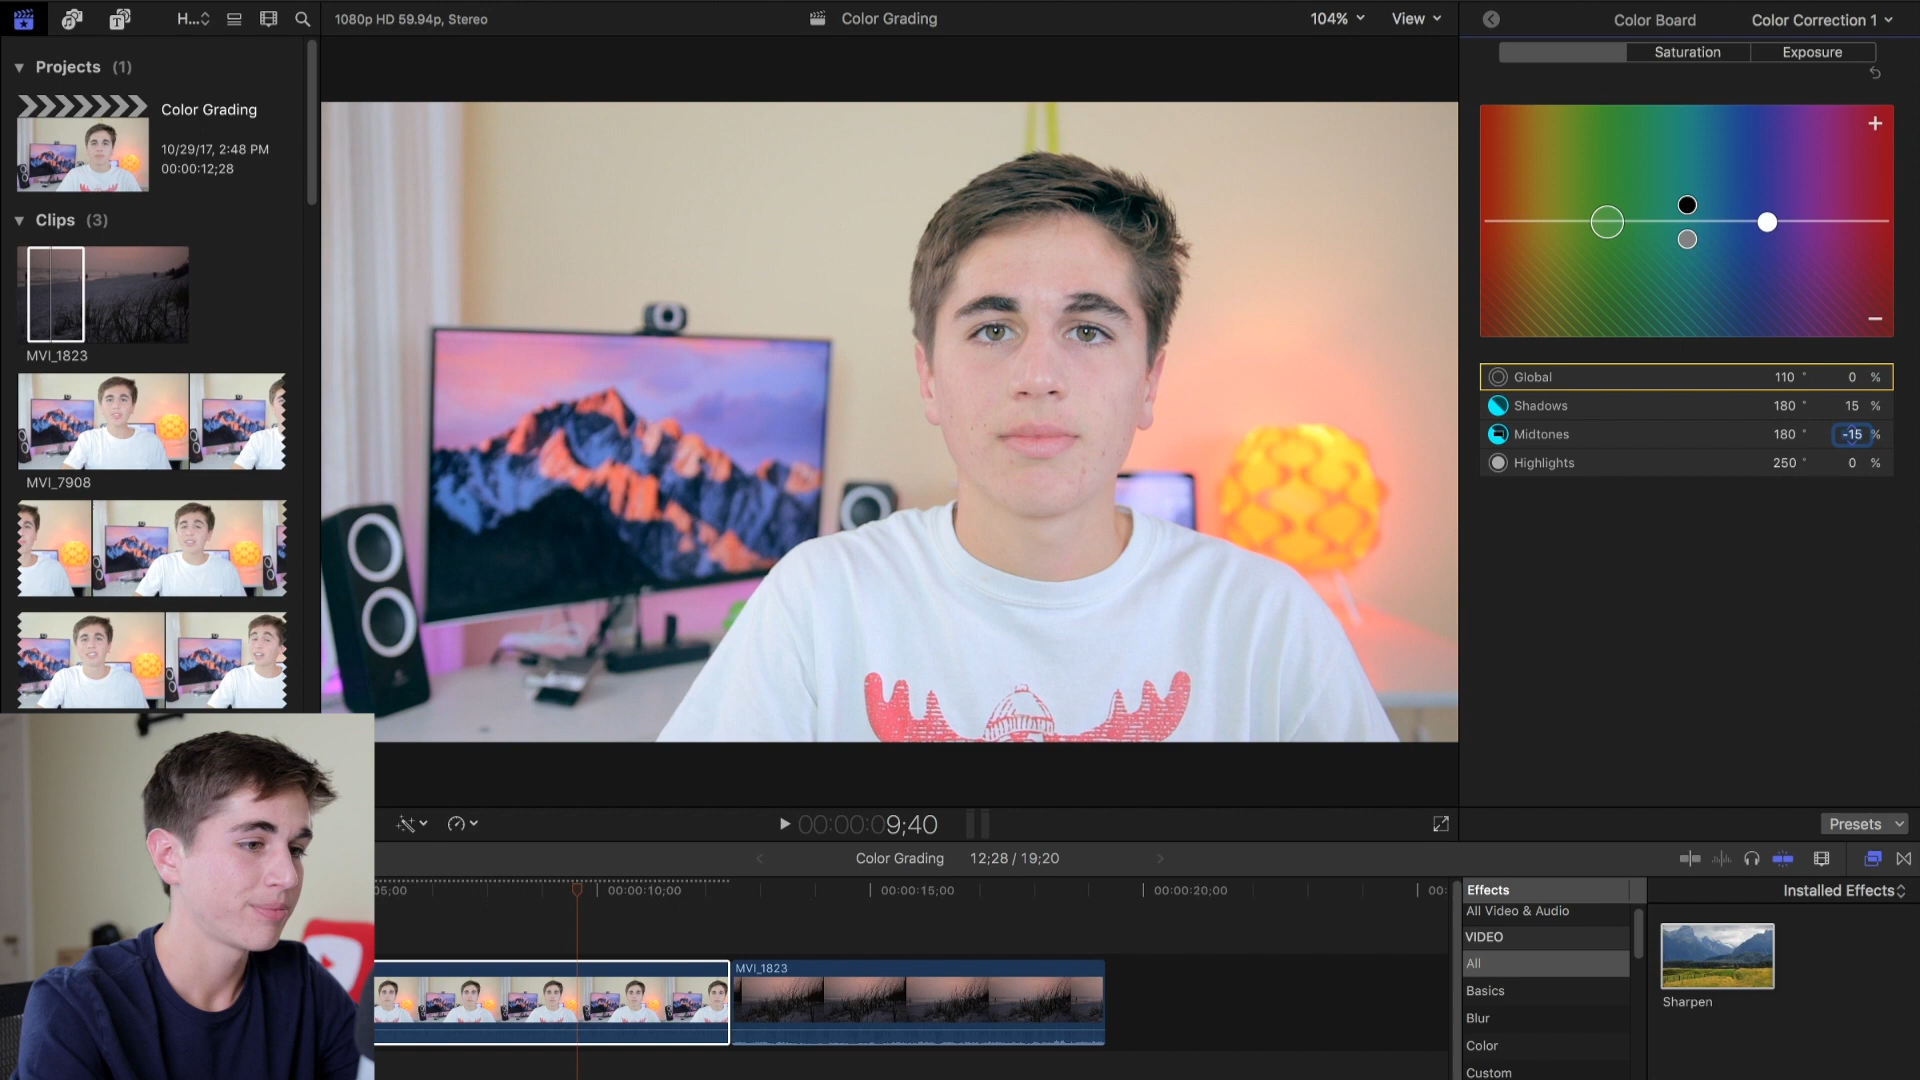 H...
1080p HD 59.94p, Stereo
Color Grading
104%
View
Color Board
Color Correction 1
Saturation
Exposure
Projects (1)
Color Grading
10/29/17, 2:48 PM
00:00:12;28
Clips (3)
MVI_1823
MVI_7908
Global 110 ° 0 %
Shadows 180 ° 15 %
Midtones 180 ° -15 %
Highlights 250 ° 0 %
Presets
00:00:09;40
Color Grading
12;28 / 19;20
05;00
00:00:10;00
00:00:15;00
00:00:20;00
00:
MVI_1823
Effects
Installed Effects
All Video & Audio
VIDEO
All
Basics
Blur
Color
Custom
Sharpen